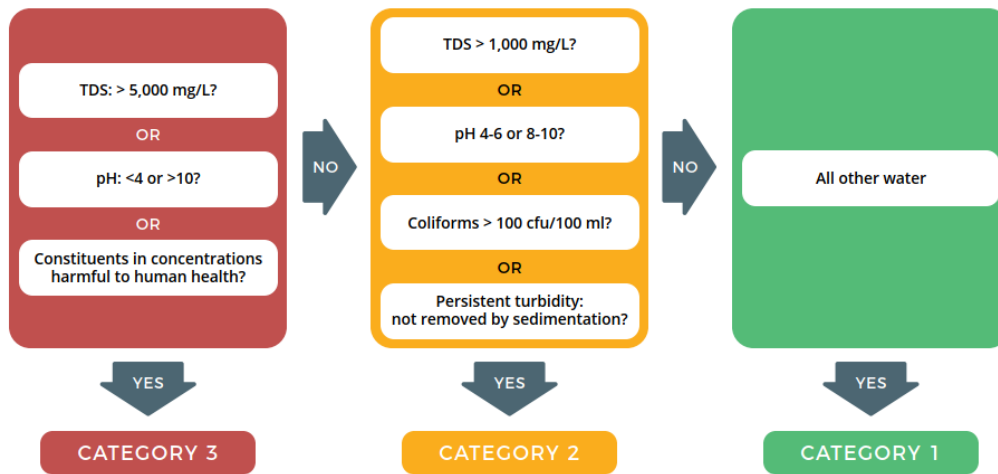 TDS: > 5,000 mg/L?
OR
pH: <4 or >10?
OR
Constituents in concentrations
harmful to human health?
YES
CATEGORY 3
NO
TDS > 1,000 mg/L?
OR
pH 4-6 or 8-10?
OR
Coliforms > 100 cfu/100 ml?
OR
Persistent turbidity:
not removed by sedimentation?
YES
CATEGORY 2
NO
All other water
YES
CATEGORY 1